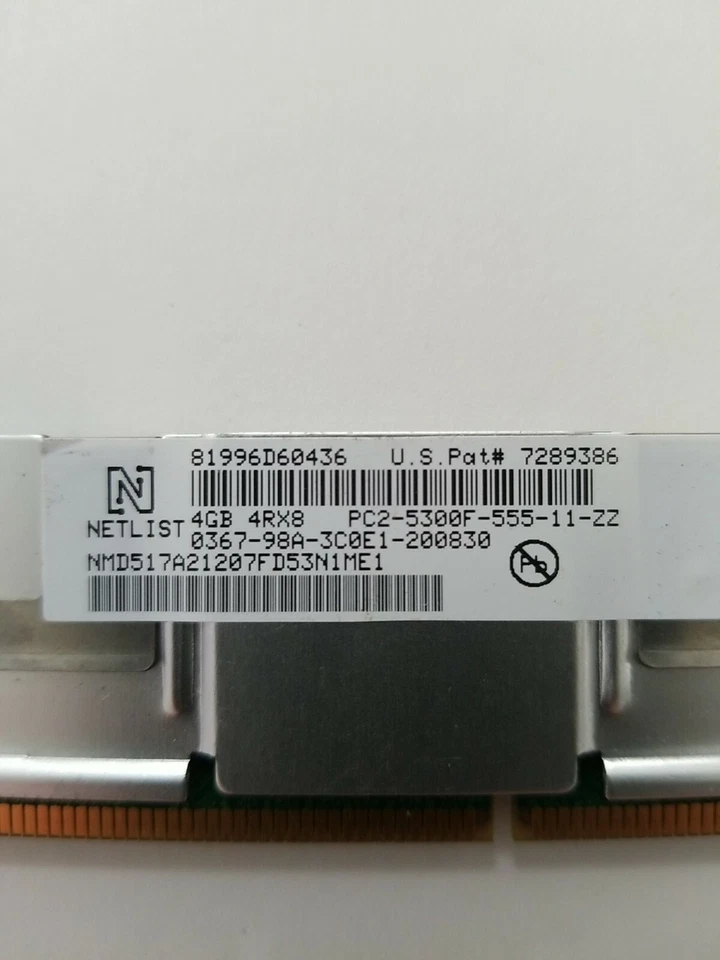 81996D60436 U.S.Pat# 7289386
N
NETLIST
4GB 4RX8 PC2-5300F-555-11-ZZ
0367-98A-3C0E1-200830
NMD517A21207FD53N1ME1
Pb